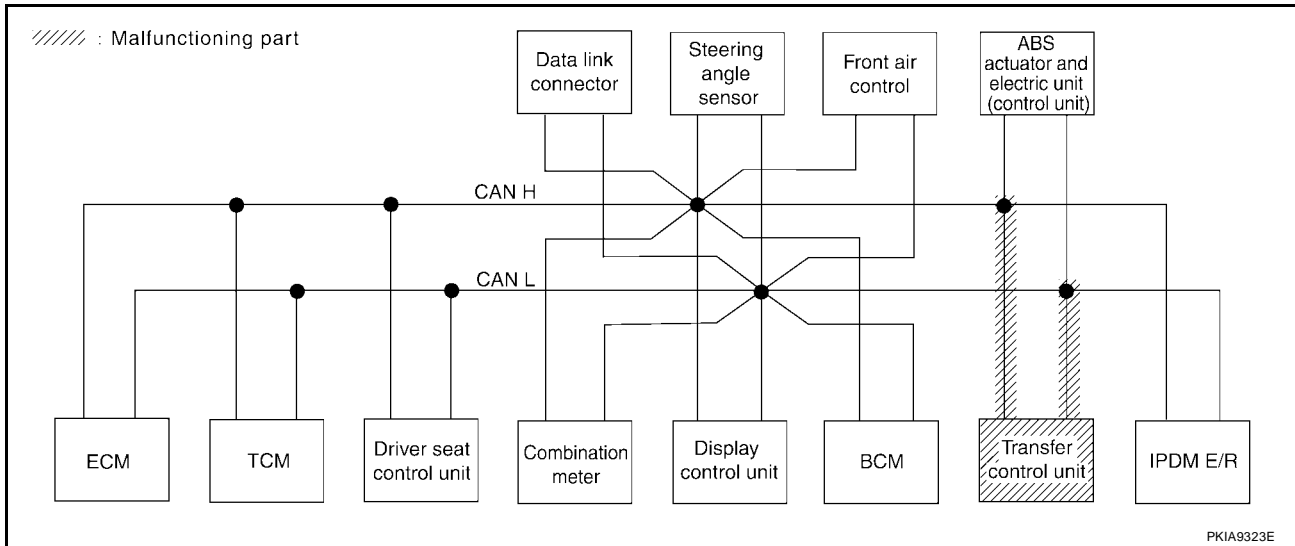 : Malfunctioning part
Data link
connector
Steering
angle
sensor
Front air
control
ABS
actuator and
electric unit
(control unit)
CAN H
CAN L
ECM
TCM
Driver seat
control unit
Combination
meter
Display
control unit
BCM
Transfer
control unit
IPDM E/R
PKIA9323E